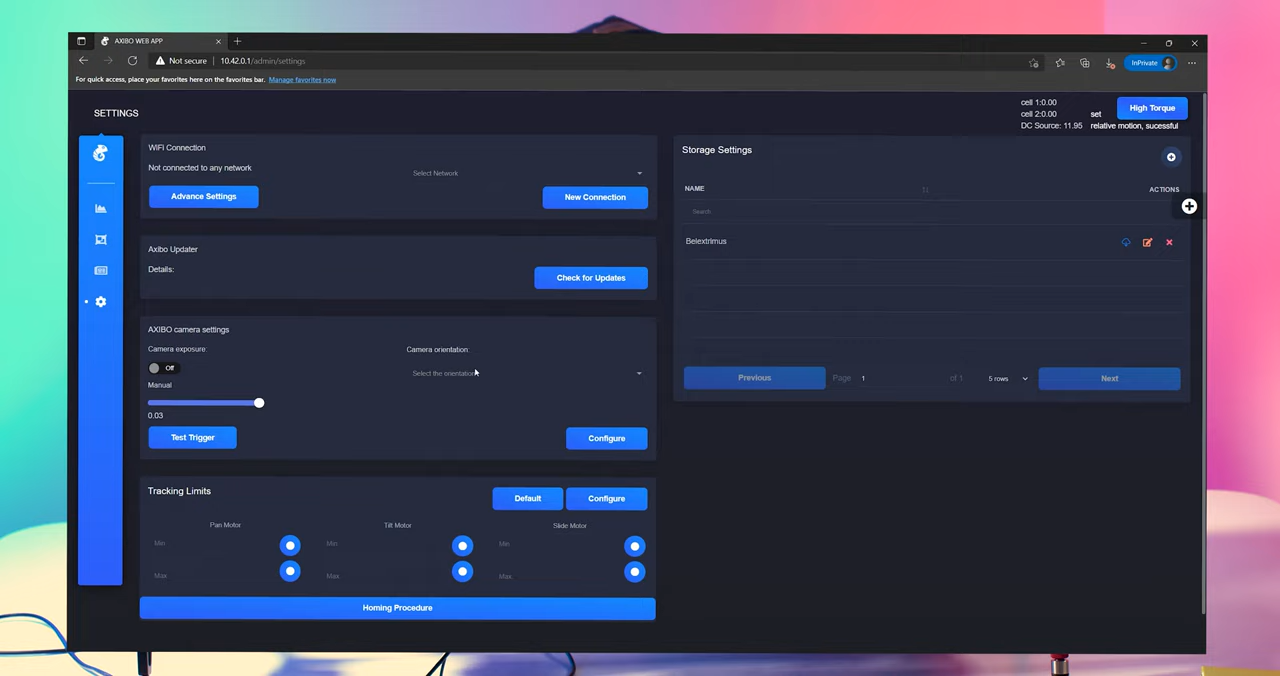 AXIBO WEB APP
Not secure
10.42.0.1/admin/settings
InPrivate
For quick access, place your favorites here on the favorites bar. Manage favorites now
SETTINGS
cell 1:0.00
cell 2:0.00
DC Source: 11.95
set
relative motion, sucessful
High Torque
WIFI Connection
Not connected to any network
Select Network
Advance Settings
New Connection
Axibo Updater
Details:
Check for Updates
AXIBO camera settings
Camera exposure:
Off
Manual
0.03
Test Trigger
Camera orientation:
Select the orientation
Configure
Tracking Limits
Default
Configure
Pan Motor
Tilt Motor
Slide Motor
Min
Min
Min
Max
Max
Max
Homing Procedure
Storage Settings
NAME
ACTIONS
Search
Belextrimus
Previous
Page
1
of 1
5 rows
Next